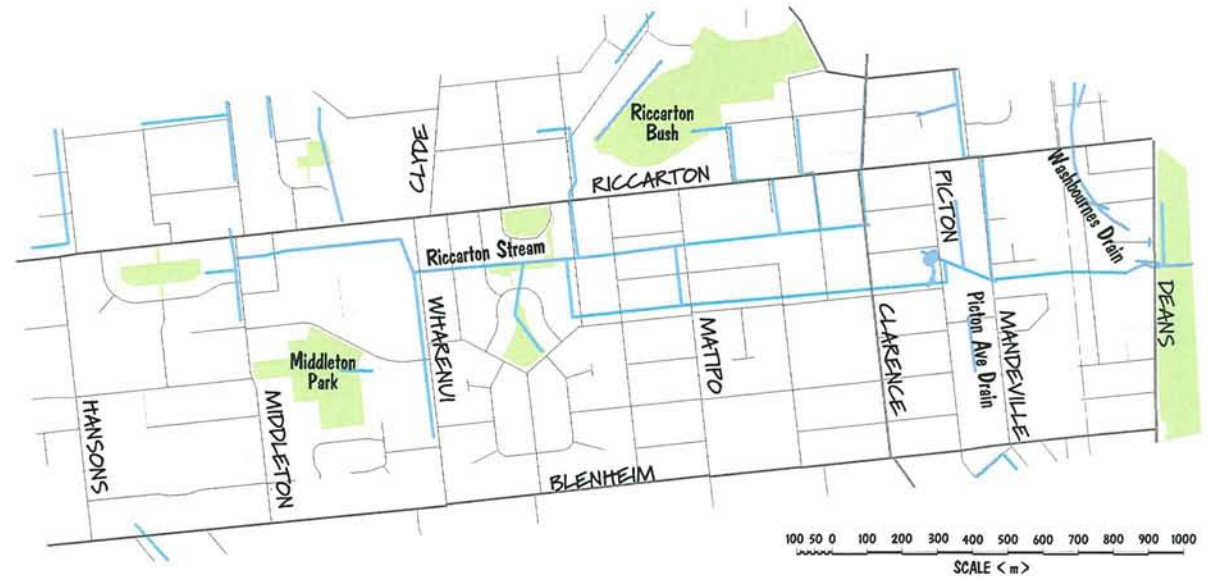 Riccarton
Bush
CLYDE
RICCARTON
PICTON
Washbournes Drain
Riccarton Stream
DEANS
WHARENUI
MATIPO
CLARENCE
Picton Ave Drain
MANDEVILLE
Middleton
Park
HANSONS
MIDDLETON
BLENHEIM
100 50 0 100 200 300 400 500 600 700 800 900 1000
SCALE < m >